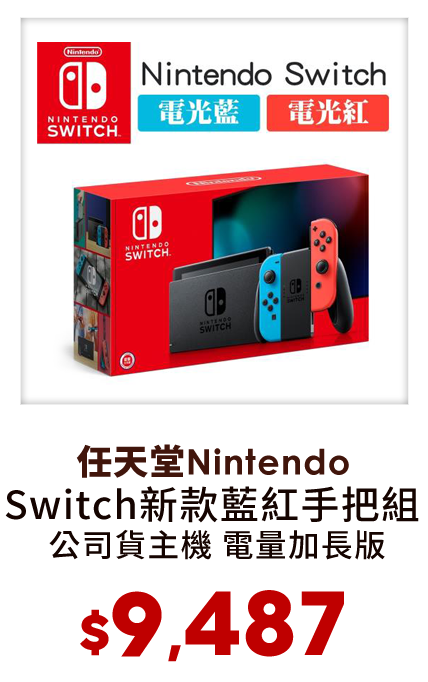 Nintendo
NINTENDO
SWITCH
Nintendo Switch
電光藍
電光紅
NINTENDO
SWITCH
NINTENDO
SWITCH
任天堂Nintendo
Switch新款藍紅手把組
公司貨主機 電量加長版
$9,487